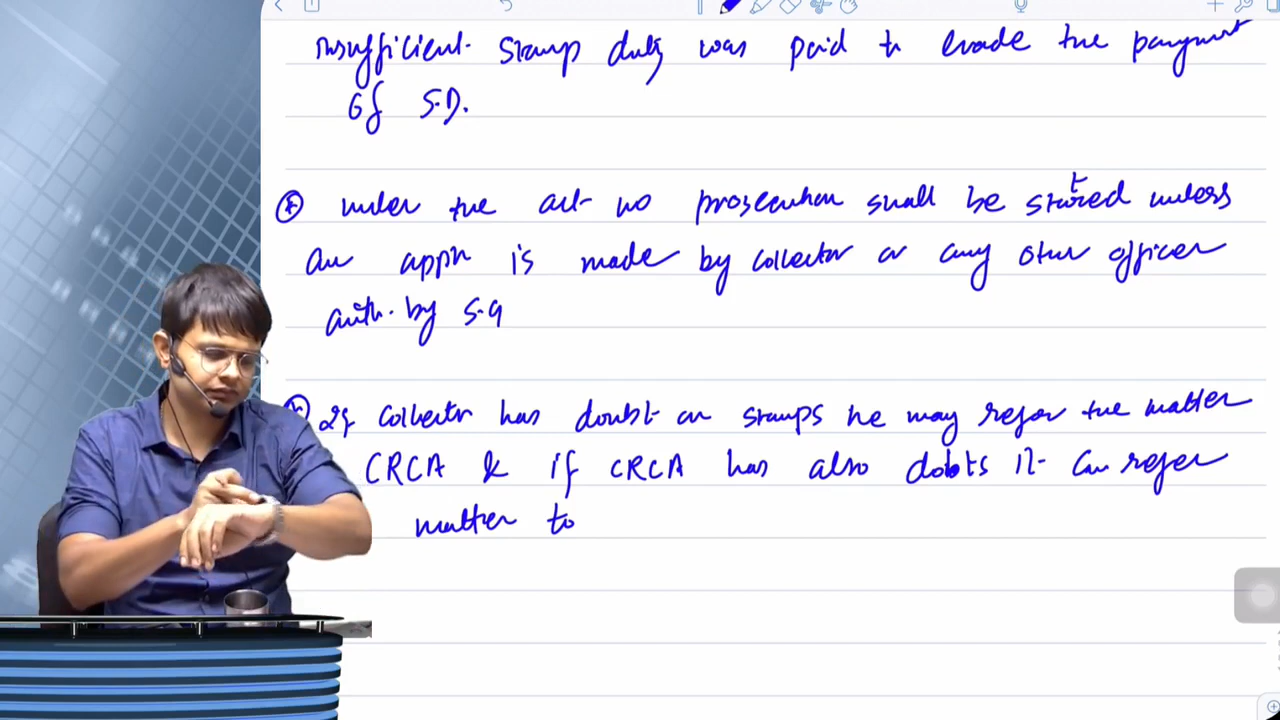 insufficient stamp duty was paid to evade the payment
of S.D.
under the act no prosecution shall be started unless
an appn is made by collector or any other officer
auth. by S.G
If collector has doubt on stamps he may refer the matter
CRCA & if CRCA has also dobts it can refer
matter to